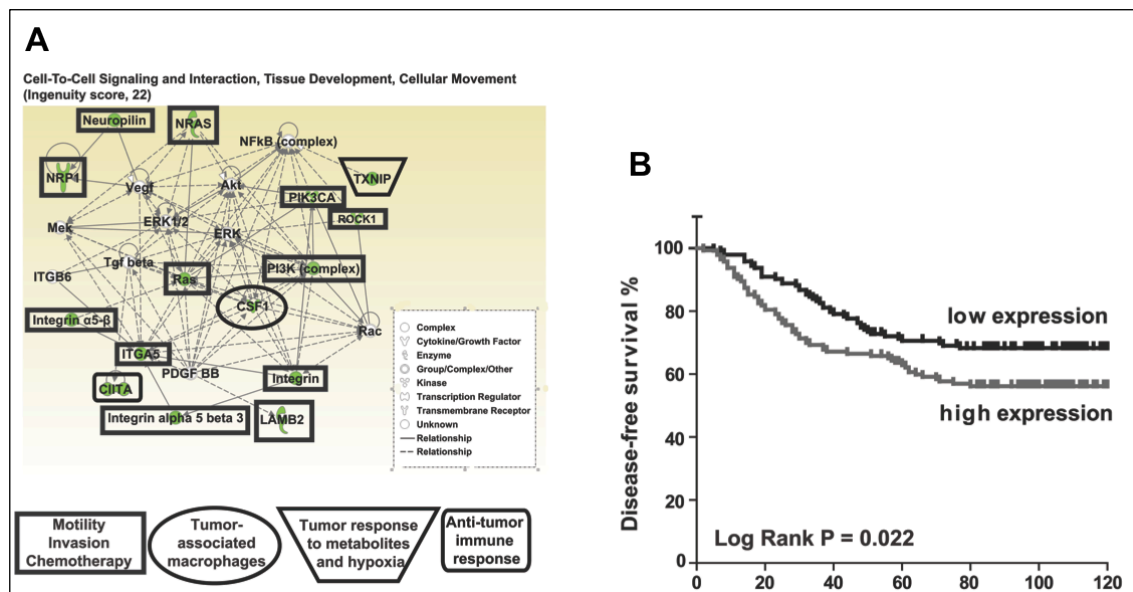 A
Cell-To-Cell Signaling and Interaction, Tissue Development, Cellular Movement
(Ingenuity score, 22)
Neuropilin
NRAS
NFkB (complex)
NRP1
Vegf
Akt
TXNIP
PIK3CA
ROCK1
Mek
ERK1/2
ERK
Tgf beta
ITGB6
Ras
PI3K (complex)
CSF1
Integrin α5-β
Rac
ITGA5
PDGF BB
CIITA
Integrin
Integrin alpha 5 beta 3
LAMB2
Complex
Cytokine/Growth Factor
Enzyme
Group/Complex/Other
Kinase
Transcription Regulator
Transmembrane Receptor
Unknown
Relationship
Relationship
Motility
Invasion
Chemotherapy
Tumor-
associated
macrophages
Tumor response
to metabolites
and hypoxia
Anti-tumor
immune
response
B
Disease-free survival %
100
80
60
40
100
0
low expression
high expression
Log Rank P = 0.022
0 20 40 60 80 100 120